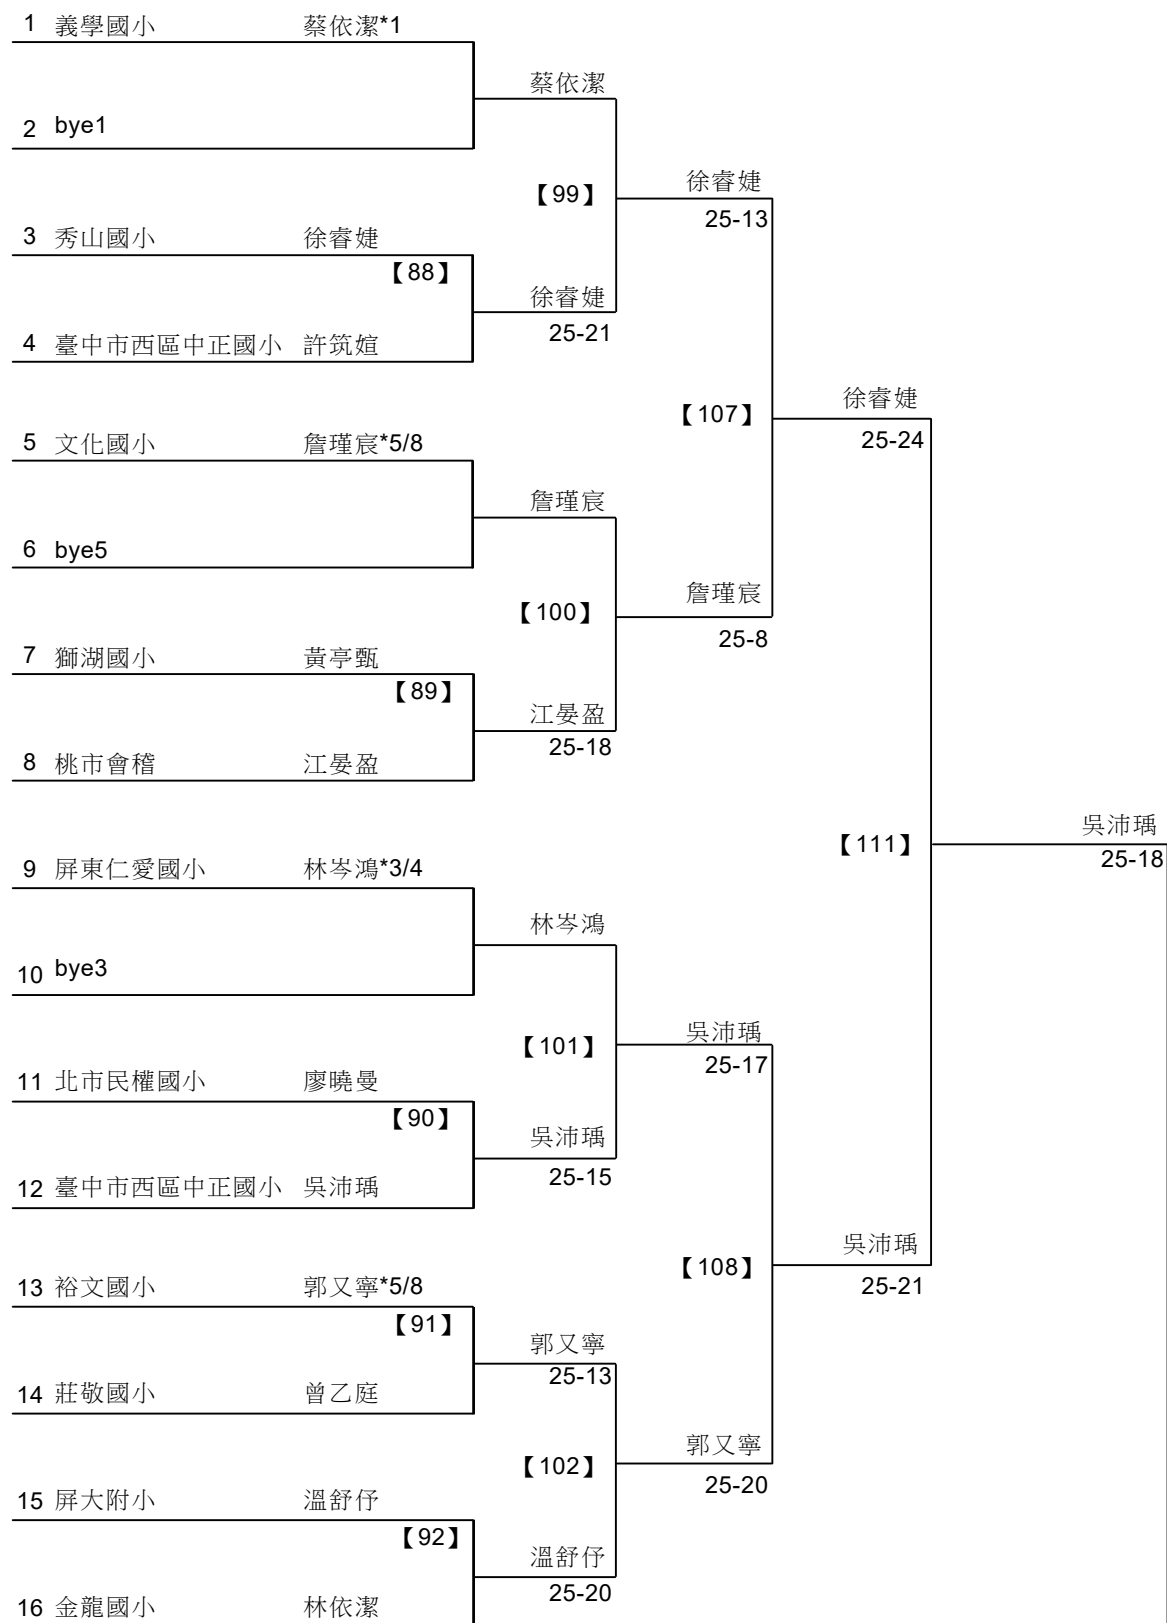 1 義學國小 蔡依潔*1
蔡依潔
2 bye1
【99】
徐睿婕
25-13
3 秀山國小 徐睿婕
【88】
徐睿婕
25-21
4 臺中市西區中正國小 許筑媗
【107】
徐睿婕
25-24
5 文化國小 詹瑾宸*5/8
詹瑾宸
6 bye5
【100】
詹瑾宸
25-8
7 獅湖國小 黃亭甄
【89】
江晏盈
25-18
8 桃市會稽 江晏盈
【111】
吳沛瑀
25-18
9 屏東仁愛國小 林岑鴻*3/4
林岑鴻
10 bye3
【101】
吳沛瑀
25-17
11 北市民權國小 廖曉曼
【90】
吳沛瑀
25-15
12 臺中市西區中正國小 吳沛瑀
【108】
吳沛瑀
25-21
13 裕文國小 郭又寧*5/8
【91】
郭又寧
25-13
14 莊敬國小 曾乙庭
【102】
郭又寧
25-20
15 屏大附小 溫舒伃
【92】
溫舒伃
25-20
16 金龍國小 林依潔